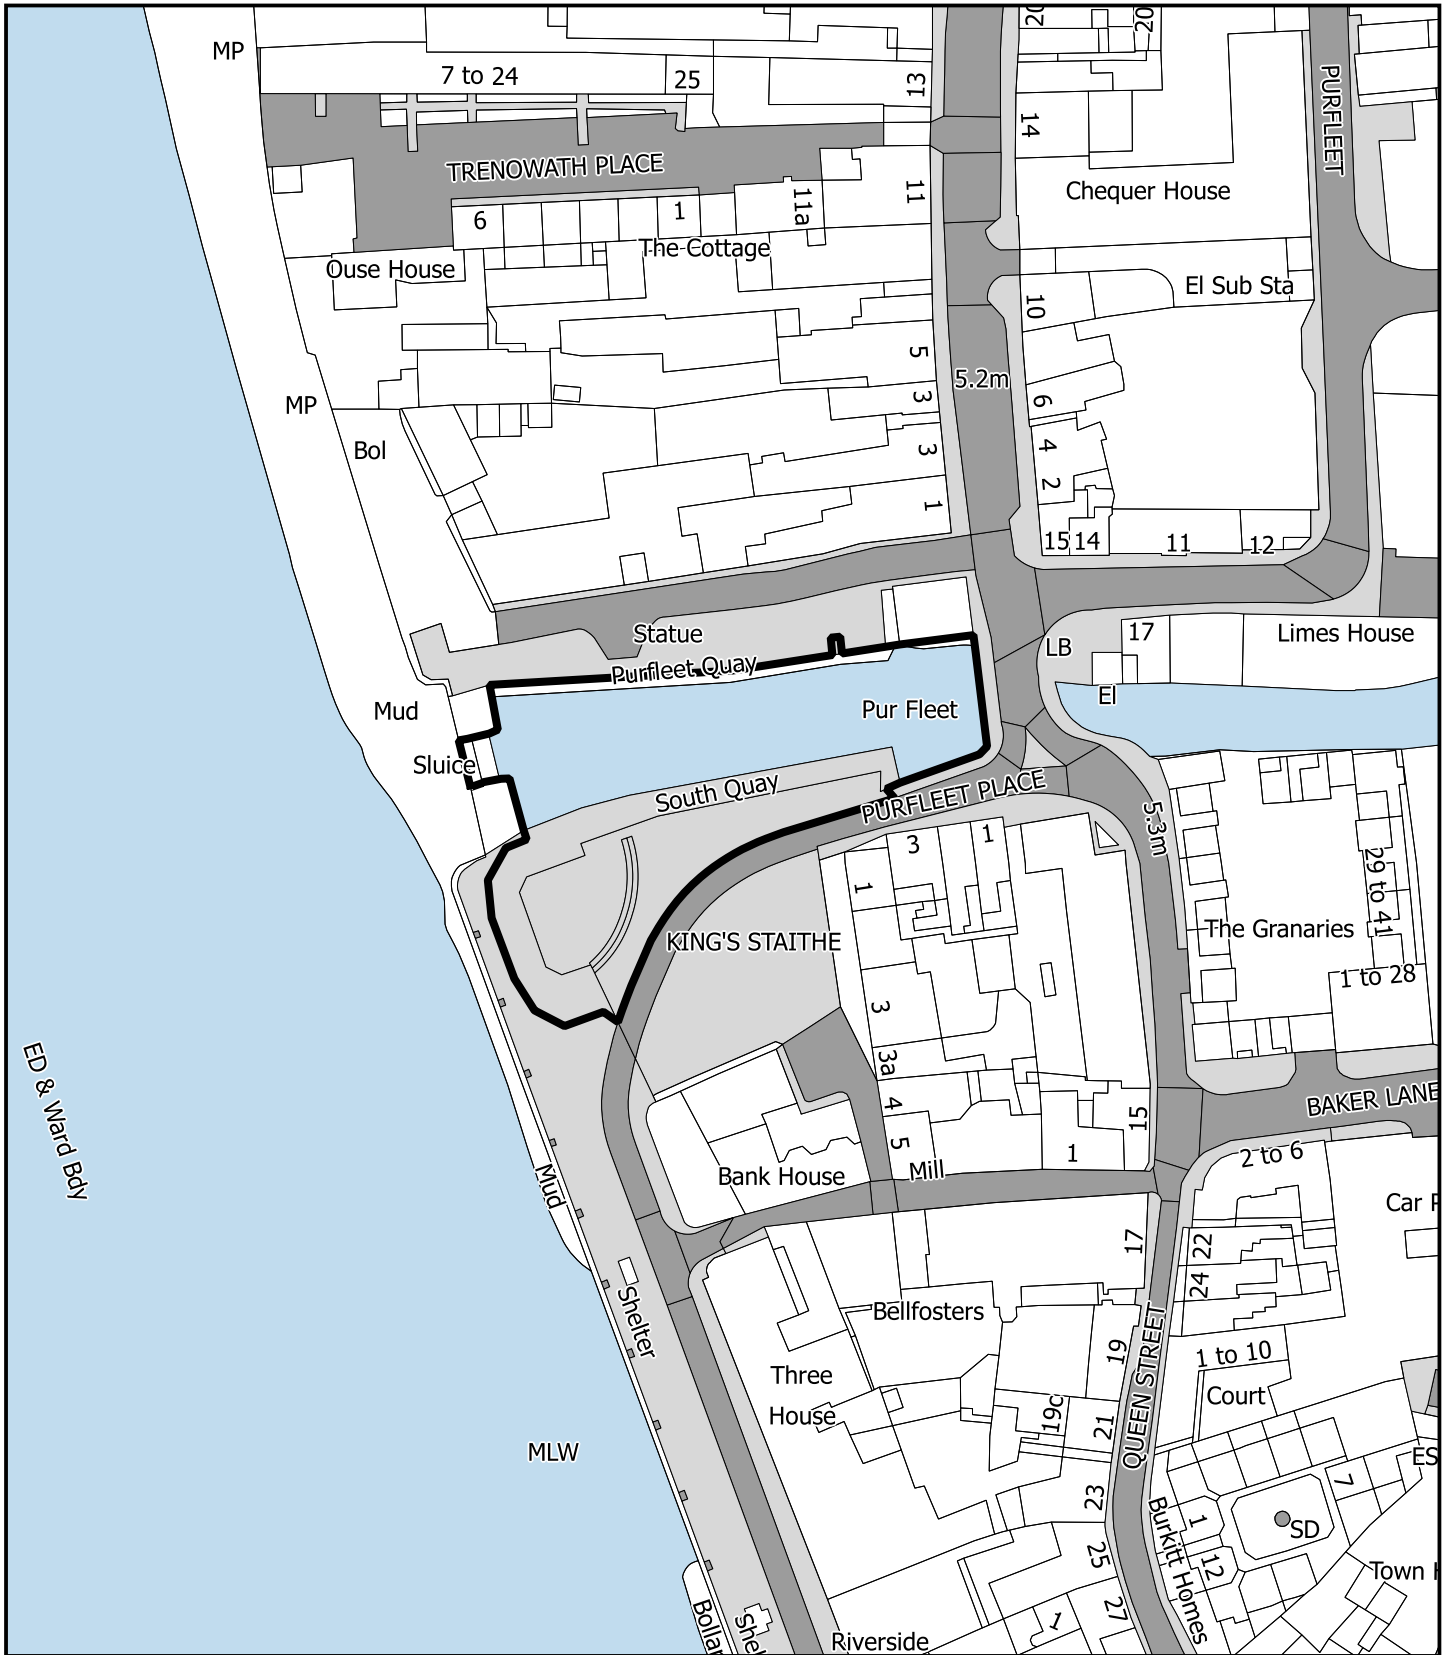 MP
7 to 24
25
13
20
20
PURFLEET
14
TRENOWATH PLACE
Chequer House
6
1
11a
11
The Cottage
Ouse House
El Sub Sta
10
5
5.2m
MP
3
6
Bol
3
4
2
1
15
14
11
12
Statue
17
Limes House
LB
Purfleet Quay
El
Mud
Pur Fleet
Sluice
South Quay
PURFLEET PLACE
5.3m
3
1
1
29 to 41
The Granaries
KING'S STAITHE
1 to 28
3
3a
ED & Ward Bdy
4
15
BAKER LANE
5
1
2 to 6
Mud
Bank House
Mill
Car P
17
22
24
Shelter
Bellfosters
19
1 to 10
Three
House
QUEEN STREET
Court
19c
21
MLW
ES
7
23
Burkitt Homes
1
SD
25
12
Town H
27
1
Bollar
Shel
Riverside